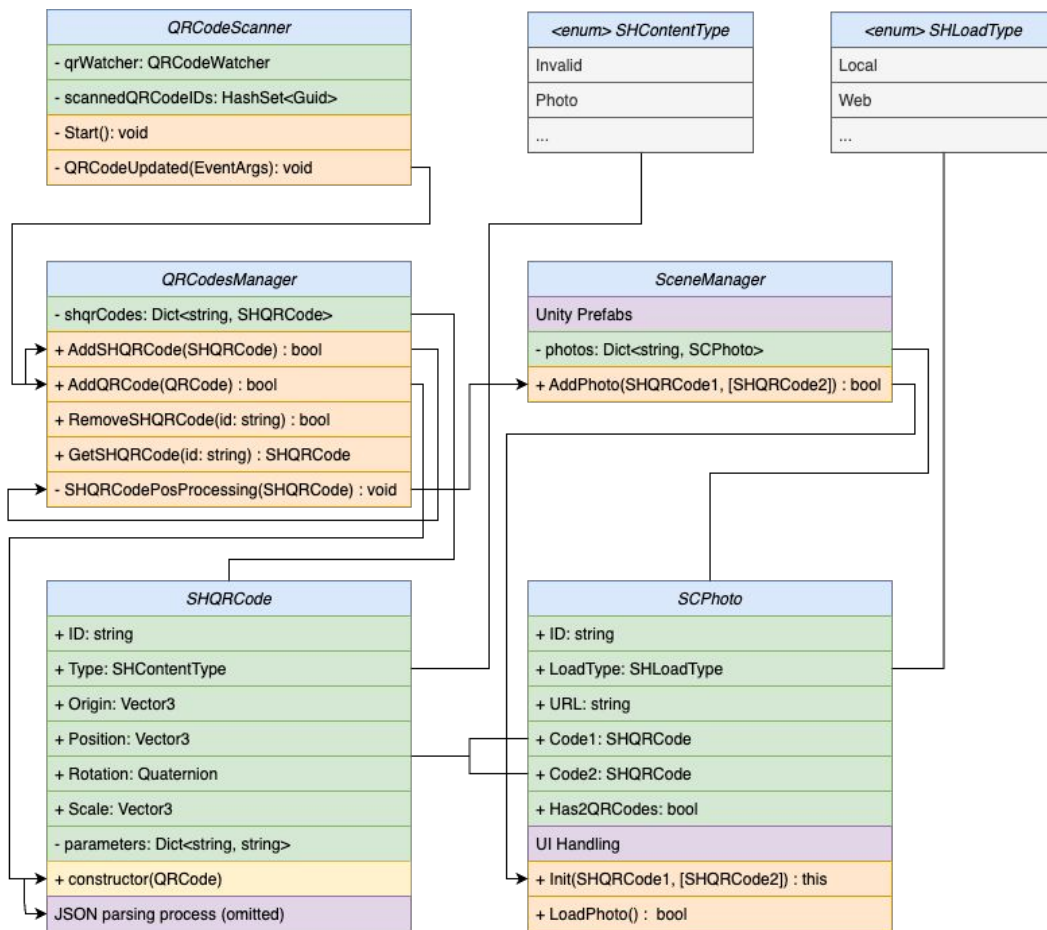 QRCodeScanner
- qrWatcher: QRCodeWatcher
- scannedQRCodeIDs: HashSet<Guid>
- Start(): void
- QRCodeUpdated(EventArgs): void
<enum> SHContentType
Invalid
Photo
...
<enum> SHLoadType
Local
Web
...
QRCodesManager
- shqrCodes: Dict<string, SHQRCode>
+ AddSHQRCode(SHQRCode) : bool
+ AddQRCode(QRCode) : bool
+ RemoveSHQRCode(id: string) : bool
+ GetSHQRCode(id: string) : SHQRCode
- SHQRCodePosProcessing(SHQRCode) : void
SceneManager
Unity Prefabs
- photos: Dict<string, SCPhoto>
+ AddPhoto(SHQRCode1, [SHQRCode2]) : bool
SHQRCode
+ ID: string
+ Type: SHContentType
+ Origin: Vector3
+ Position: Vector3
+ Rotation: Quaternion
+ Scale: Vector3
- parameters: Dict<string, string>
+ constructor(QRCode)
JSON parsing process (omitted)
SCPhoto
+ ID: string
+ LoadType: SHLoadType
+ URL: string
+ Code1: SHQRCode
+ Code2: SHQRCode
+ Has2QRCodes: bool
UI Handling
+ Init(SHQRCode1, [SHQRCode2]) : this
+ LoadPhoto() : bool